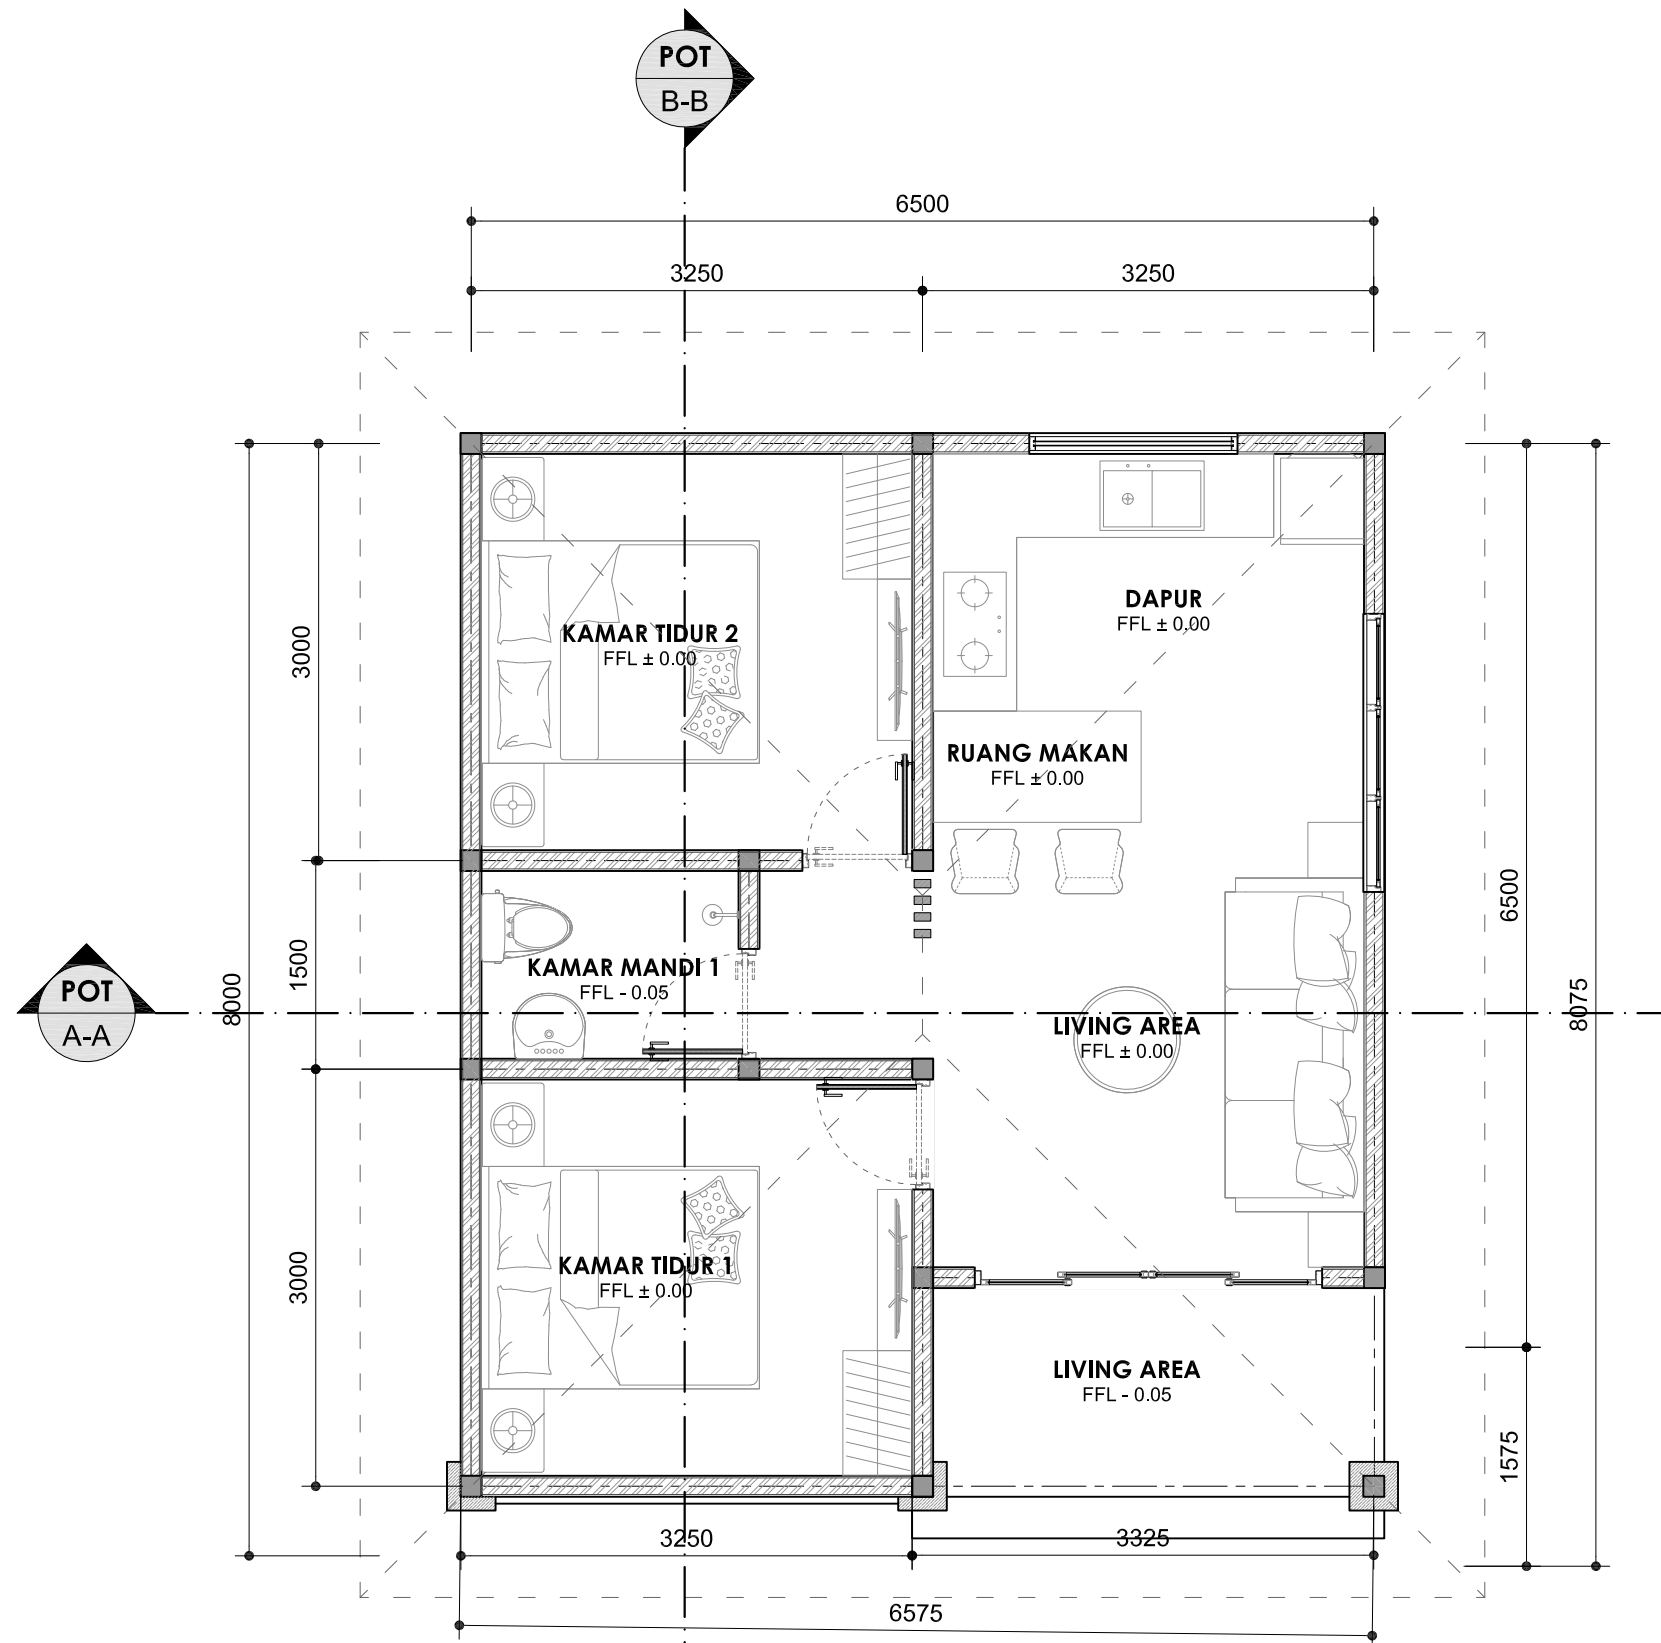 POT
B-B
6500
3250
3250
3000
1500
3000
8000
6500
1575
8075
KAMAR TIDUR 2
FFL ± 0.00
DAPUR
FFL ± 0.00
RUANG MAKAN
FFL ± 0.00
KAMAR MANDI 1
FFL - 0.05
POT
A-A
LIVING AREA
FFL ± 0.00
KAMAR TIDUR 1
FFL ± 0.00
LIVING AREA
FFL - 0.05
3250
3325
6575